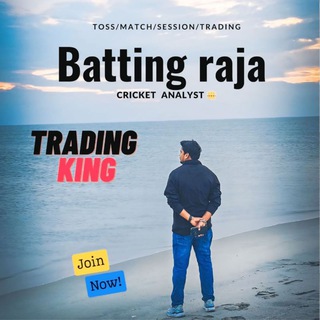 TOSS/MATCH/SESSION/TRADING
Batting raja
CRICKET ANALYST
TRADING
KING
Join
Now!